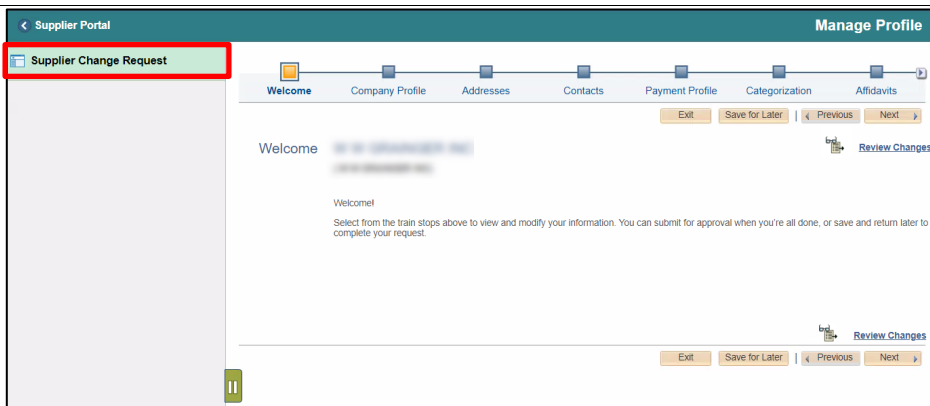 Supplier Portal
Manage Profile
Supplier Change Request
Welcome Company Profile Addresses Contacts Payment Profile Categorization Affidavits
Exit Save for Later | Previous Next
Welcome
Review Changes
Welcome!
Select from the train stops above to view and modify your information. You can submit for approval when you're all done, or save and return later to
complete your request.
Review Changes
Exit Save for Later | Previous Next